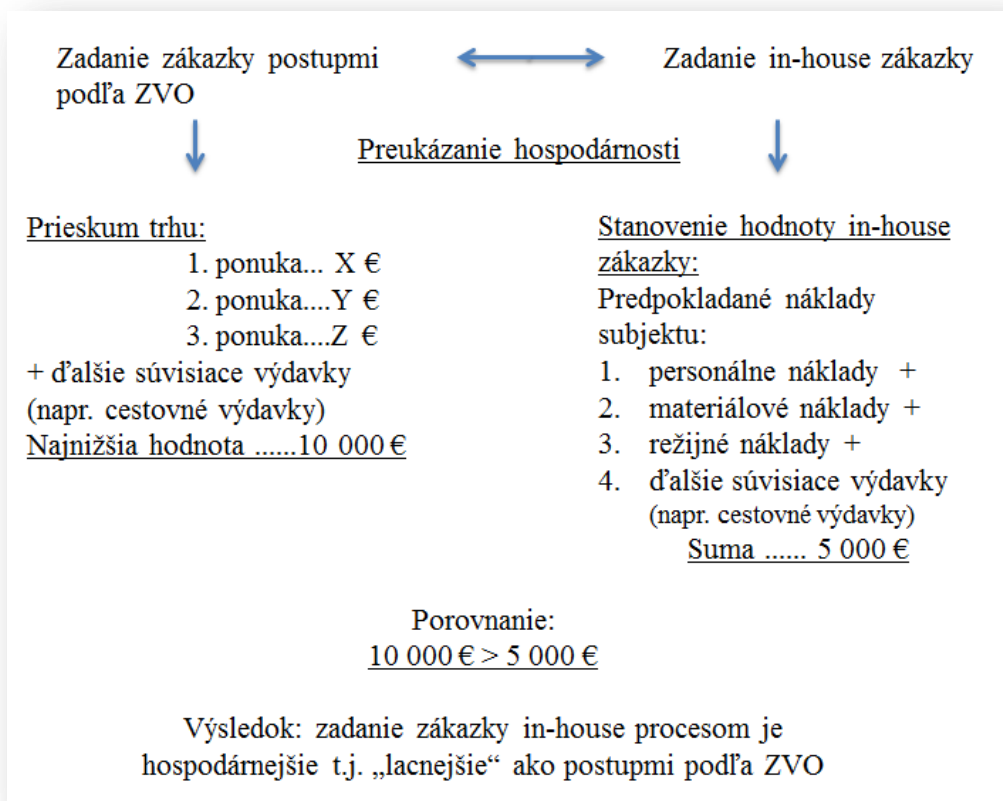 Zadanie zákazky postupmi
podľa ZVO
Zadanie in-house zákazky
Preukázanie hospodárnosti
Prieskum trhu:
1. ponuka... X €
2. ponuka....Y €
3. ponuka....Z €
+ ďalšie súvisiace výdavky
(napr. cestovné výdavky)
Najnižšia hodnota ......10 000 €
Stanovenie hodnoty in-house
zákazky:
Predpokladané náklady
subjektu:
1. personálne náklady +
2. materiálové náklady +
3. režijné náklady +
4. ďalšie súvisiace výdavky
(napr. cestovné výdavky)
Suma ...... 5 000 €
Porovnanie:
10 000 € > 5 000 €
Výsledok: zadanie zákazky in-house procesom je
hospodárnejšie t.j. „lacnejšie“ ako postupmi podľa ZVO